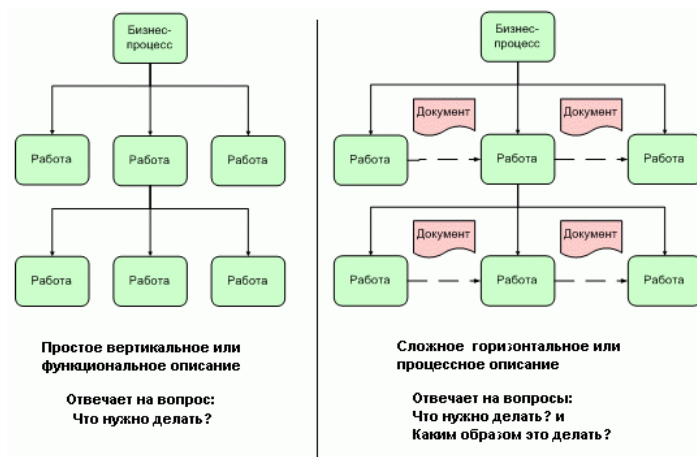 Бизнес-
процесс
Работа
Работа
Работа
Работа
Работа
Работа
Простое вертикальное или
функциональное описание
Отвечает на вопрос:
Что нужно делать?
Бизнес-
процесс
Документ
Документ
Работа
Работа
Работа
Документ
Документ
Работа
Работа
Работа
Сложное горизонтальное или
процессное описание
Отвечает на вопросы:
Что нужно делать? и
Каким образом это делать?